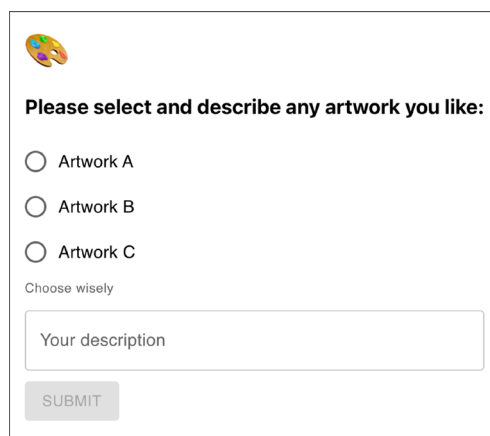 Please select and describe any artwork you like:
Artwork A
Artwork B
Artwork C
Choose wisely
Your description
SUBMIT